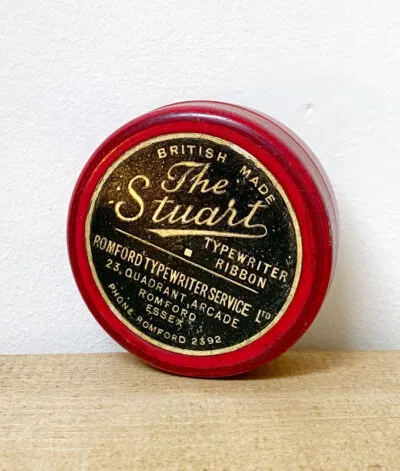 BRITISH MADE
The
Stuart
TYPEWRITER
RIBBON
ROMFORD TYPEWRITER SERVICE LTD
23, QUADRANT, ARCADE
ROMFORD
ESSEX
PHONE, ROMFORD 2392